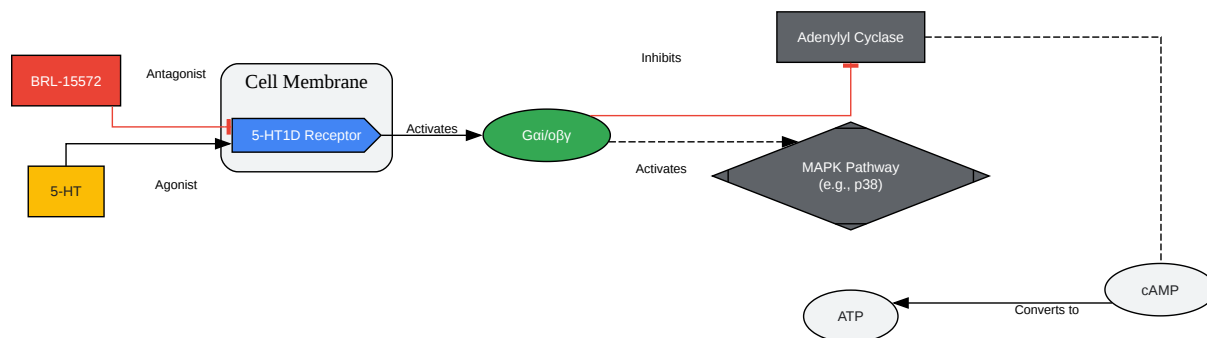 Adenylyl Cyclase
Inhibits
BRL-15572
Antagonist
Cell Membrane
5-HT1D Receptor
Activates
Gαi/oβγ
MAPK Pathway
(e.g., p38)
Activates
5-HT
Agonist
cAMP
Converts to
ATP